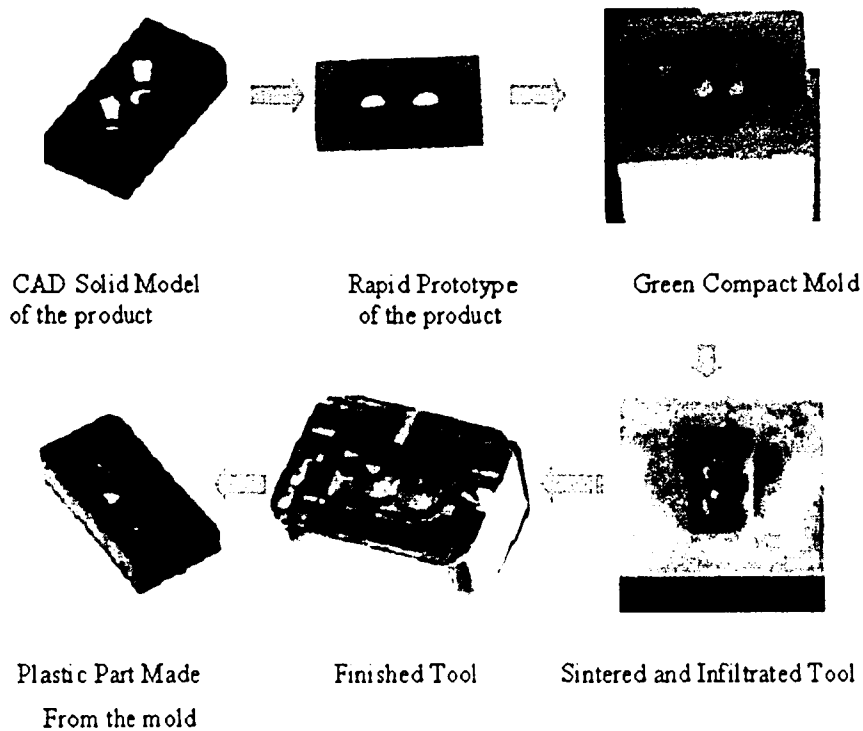 CAD Solid Model
of the product
Rapid Prototype
of the product
Green Compact Mold
Plastic Part Made
From the mold
Finished Tool
Sintered and Infiltrated Tool